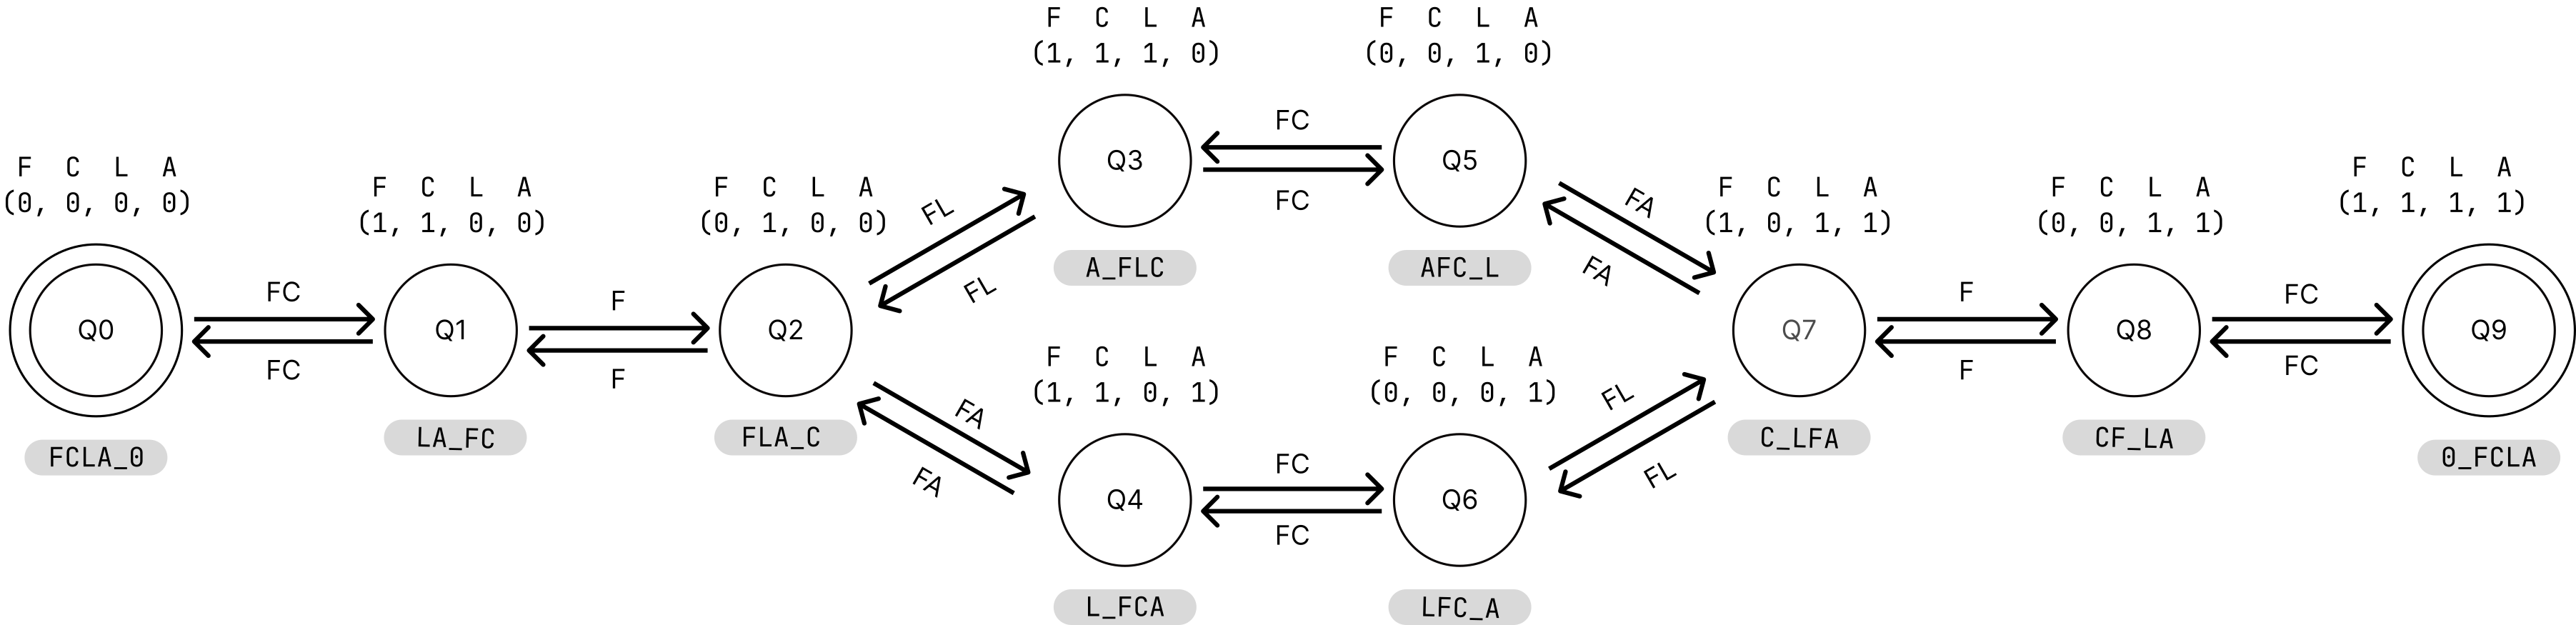 F C L A
(1, 1, 1, 0)
F C L A
(0, 0, 1, 0)
FC
Q3
Q5
FC
A_FLC
AFC_L
F C L A
(0, 0, 0, 0)
Q0
FCLA_0
FC
FC
F C L A
(1, 1, 0, 0)
Q1
LA_FC
F
F
F C L A
(0, 1, 0, 0)
Q2
FLA_C
FL
FL
FA
FA
F C L A
(1, 1, 0, 1)
Q4
L_FCA
FC
FC
F C L A
(0, 0, 0, 1)
Q6
LFC_A
FA
FA
FL
FL
F C L A
(1, 0, 1, 1)
Q7
C_LFA
F
F
F C L A
(0, 0, 1, 1)
Q8
CF_LA
FC
FC
F C L A
(1, 1, 1, 1)
Q9
0_FCLA